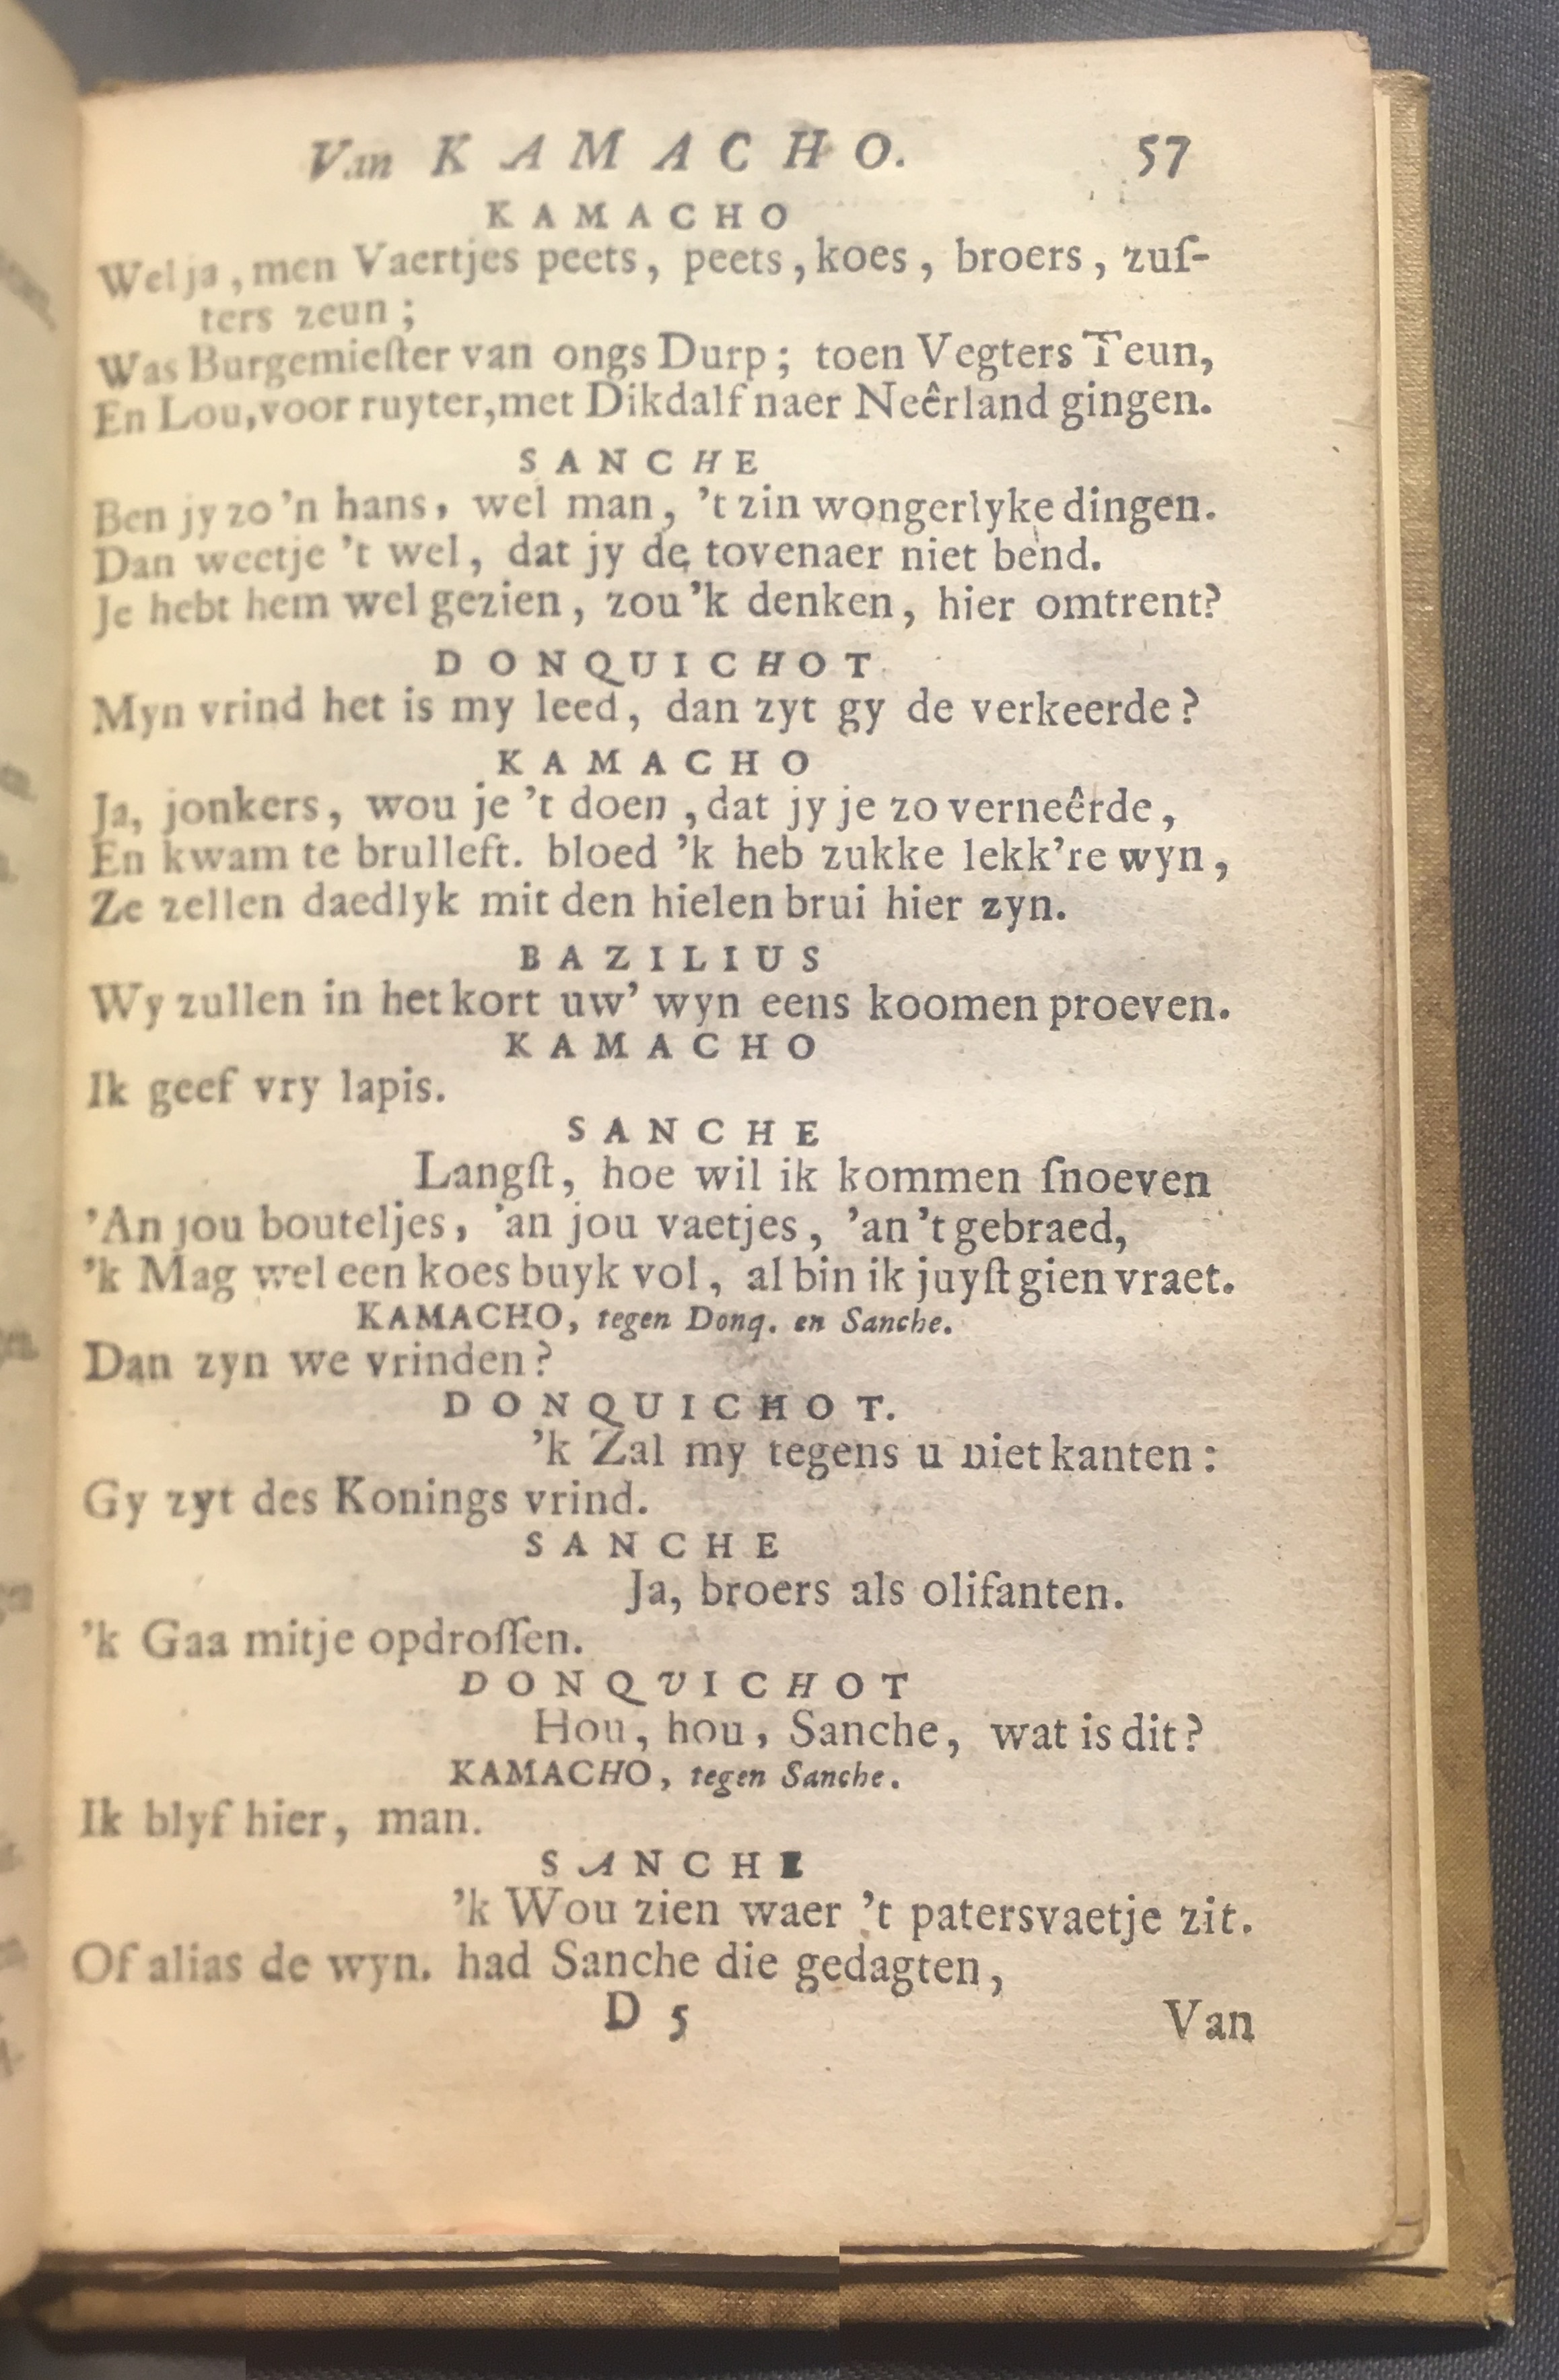 Van KAMACHO. 57
KAMACHO
Wel ja, men Vaertjes peets, peets, koes, broers, zuſ-
ters zeun;
Was Burgemieſter van ongs Durp; toen Vegters Teun,
En Lou, voor ruyter, met Dikdalf naer Neêrland gingen.
SANCHE
Ben jy zo 'n hans, wel man, 't zin wongerlyke dingen.
Dan weetje 't wel, dat jy de tovenaer niet bend.
Je hebt hem wel gezien, zou 'k denken, hier omtrent?
DONQUICHOT
Myn vrind het is my leed, dan zyt gy de verkeerde?
KAMACHO
Ja, jonkers, wou je 't doen, dat jy je zo verneêrde,
En kwam te brulleft. bloed 'k heb zukke lekk're wyn,
Ze zellen daedlyk mit den hielen brui hier zyn.
BAZILIUS
Wy zullen in het kort uw' wyn eens koomen proeven.
KAMACHO
Ik geef vry lapis.
SANCHE
Langſt, hoe wil ik kommen ſnoeven
'An jou bouteljes, 'an jou vaetjes, 'an 't gebraed,
'k Mag wel een koes buyk vol, al bin ik juyſt gien vraet.
KAMACHO, tegen Donq. en Sanche.
Dan zyn we vrinden?
DONQUICHOT.
'k Zal my tegens u niet kanten:
Gy zyt des Konings vrind.
SANCHE
Ja, broers als olifanten.
'k Gaa mitje opdroſſen.
DONQVICHOT
Hou, hou, Sanche, wat is dit?
KAMACHO, tegen Sanche.
Ik blyf hier, man.
SANCHE
'k Wou zien waer 't patersvaetje zit.
Of alias de wyn. had Sanche die gedagten,
D 5 Van